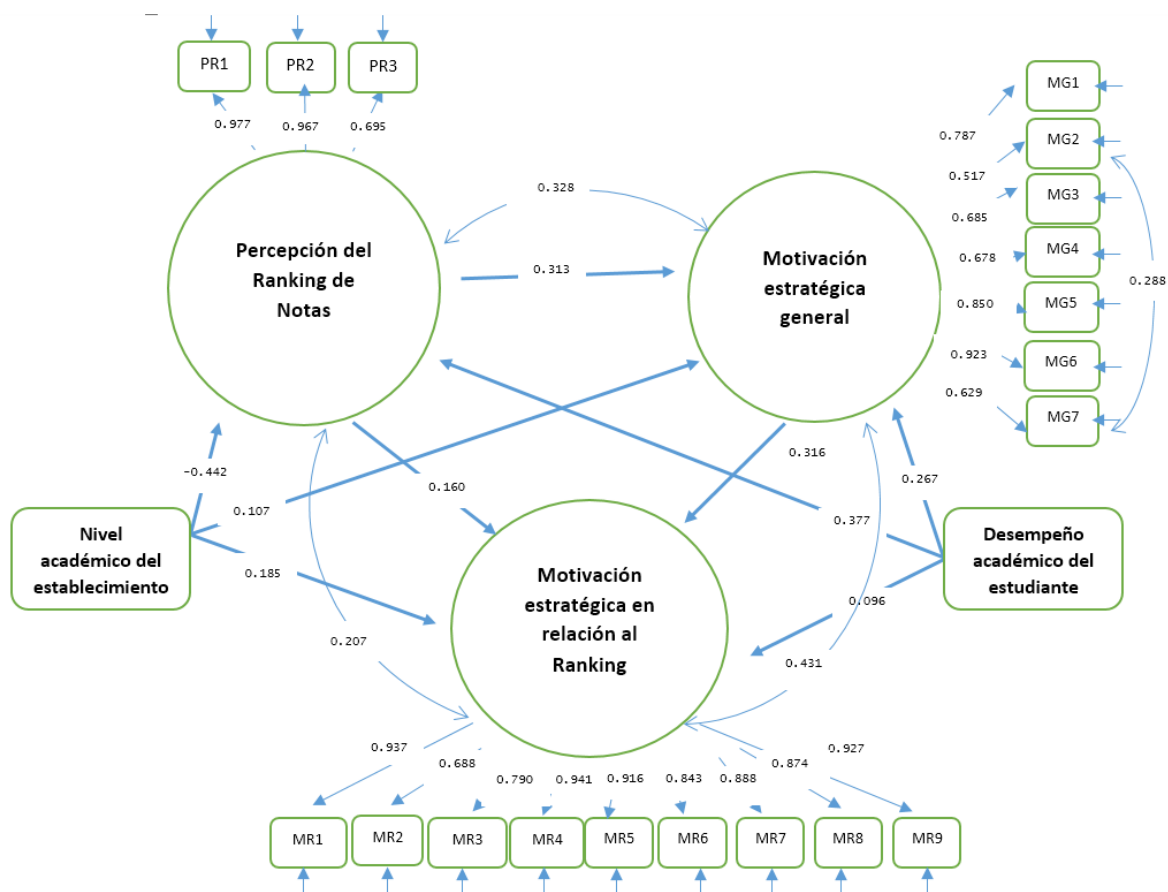 PR1
PR2
PR3
0.977
0.967
0.695
MG1
0.787
MG2
0.517
MG3
0.685
MG4
0.678
MG5
0.850
MG6
0.923
MG7
0.629
0.288
0.328
Percepción del
Ranking de
Notas
0.313
Motivación
estratégica
general
-0.442
0.107
0.185
0.160
0.316
0.267
0.377
0.096
0.207
0.431
Nivel
académico del
establecimiento
Motivación
estratégica en
relación al
Ranking
Desempeño
académico del
estudiante
0.937
0.688
0.790
0.941
0.916
0.843
0.888
0.874
0.927
MR1
MR2
MR3
MR4
MR5
MR6
MR7
MR8
MR9